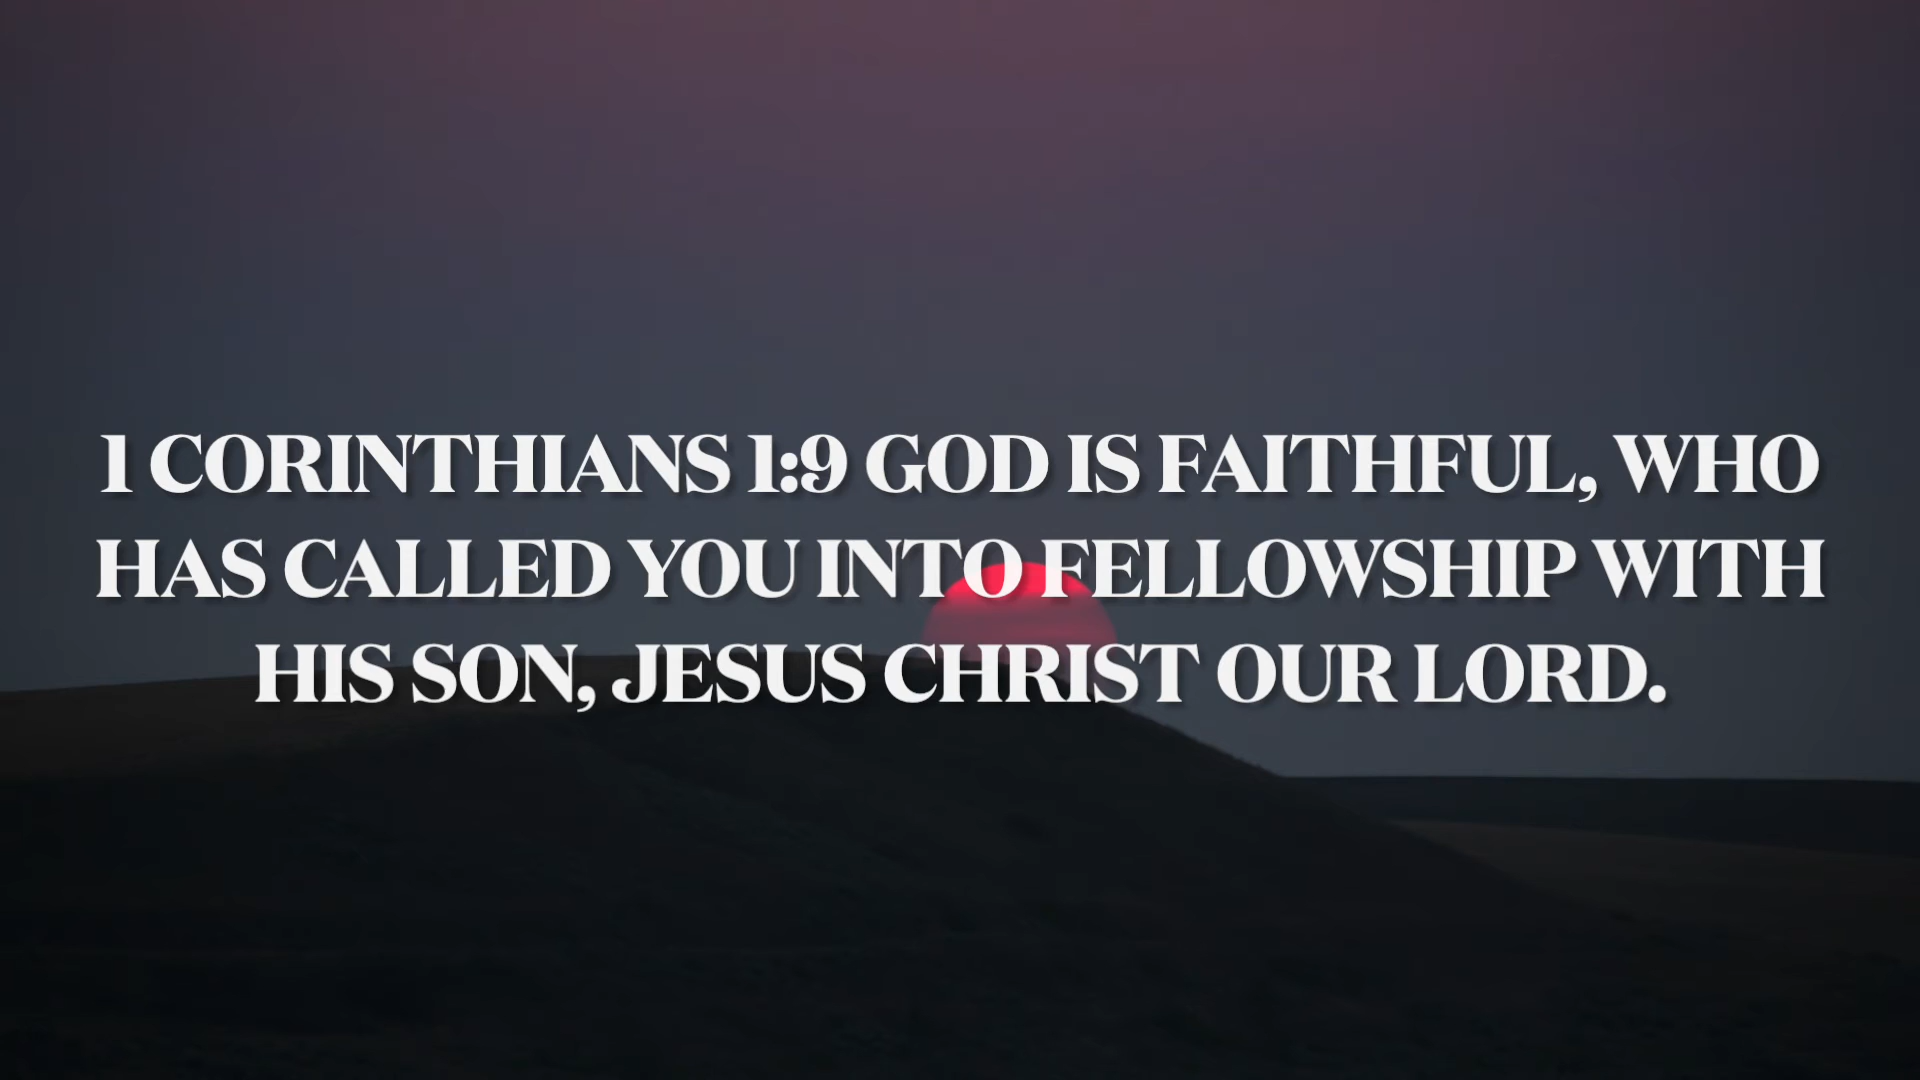 1 CORINTHIANS 1:9 GOD IS FAITHFUL, WHO
HAS CALLED YOU INTO FELLOWSHIP WITH
HIS SON, JESUS CHRIST OUR LORD.